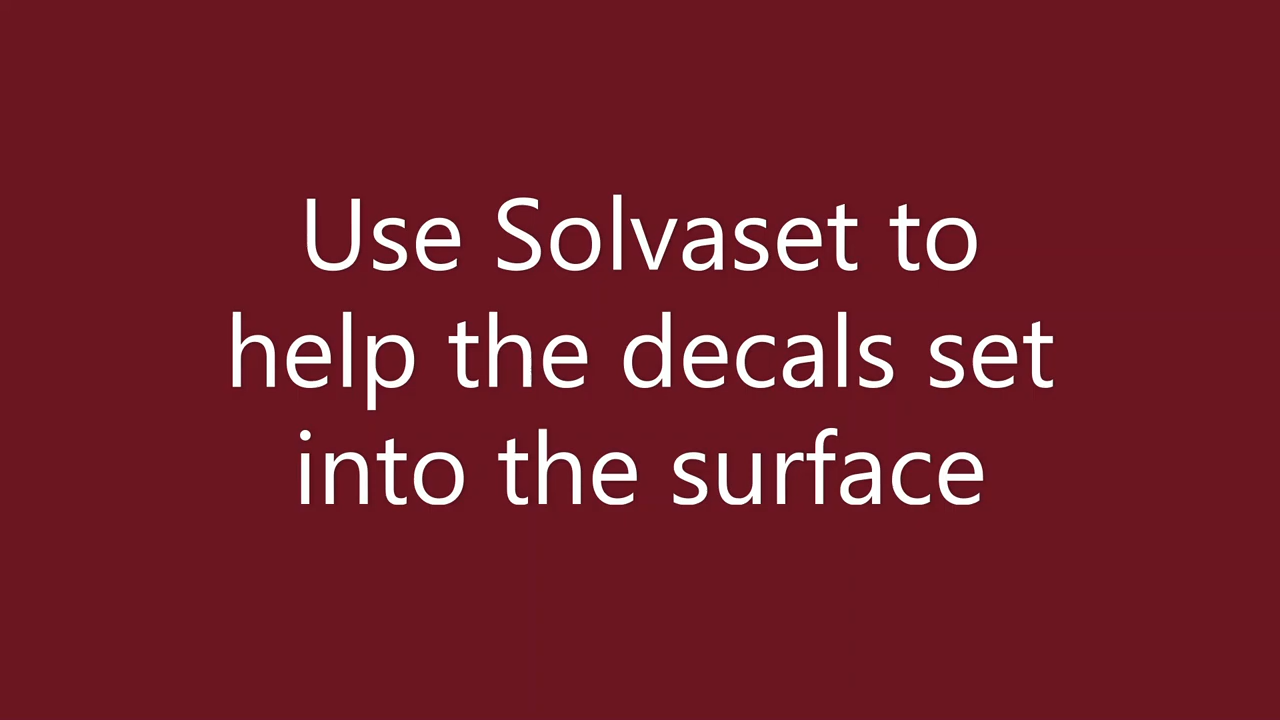 Use Solvaset to
help the decals set
into the surface